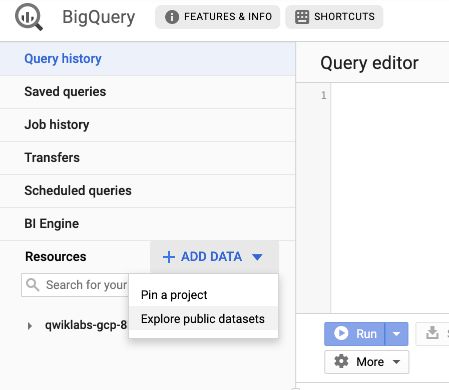 BigQuery
FEATURES & INFO
SHORTCUTS
Query history
Saved queries
Job history
Transfers
Scheduled queries
BI Engine
Resources
ADD DATA
Search for your
Pin a project
Explore public datasets
qwiklabs-gcp-8
Query editor
1
Run
More